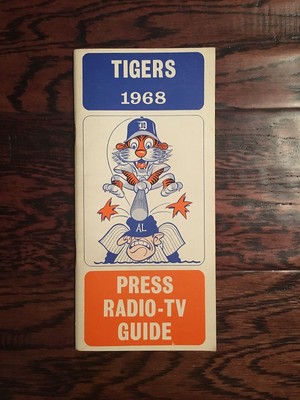 TIGERS
1968
D
AL
PRESS
RADIO-TV
GUIDE